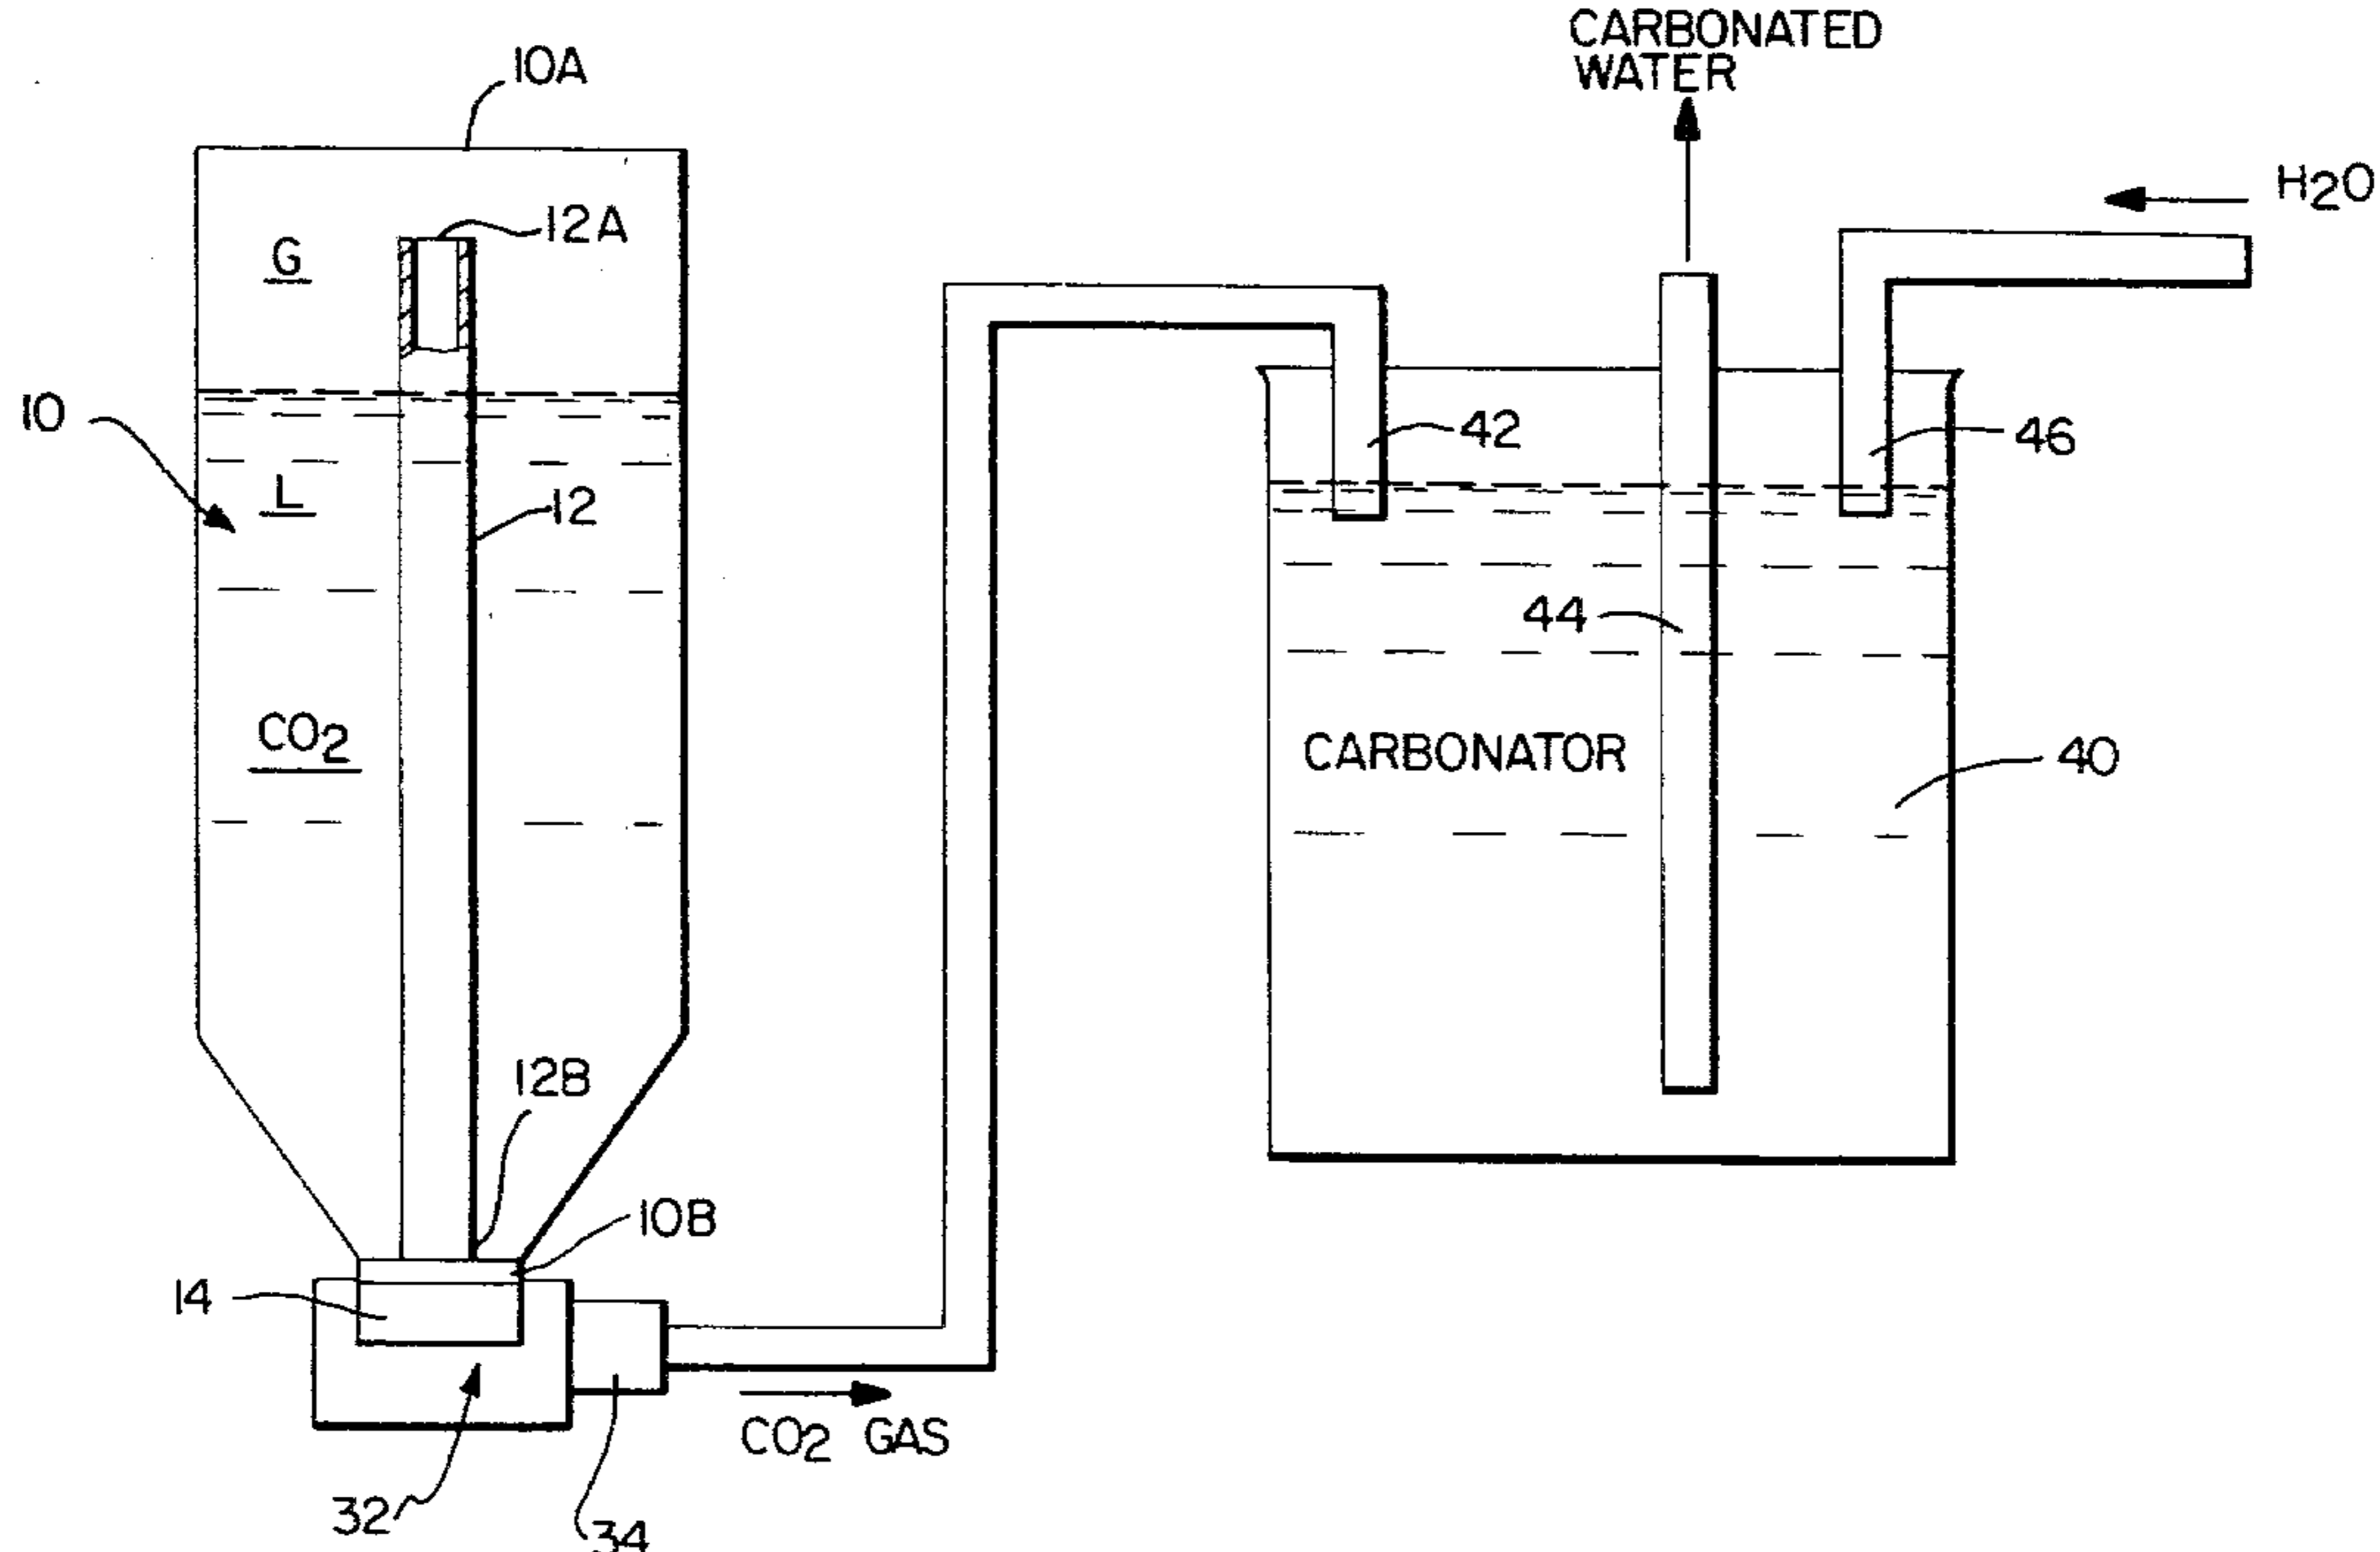 10A
CARBONATED
WATER
H2O
12A
G
10
L
12
42
46
44
CO2
CARBONATOR
40
12B
10B
14
CO2 GAS
32
34